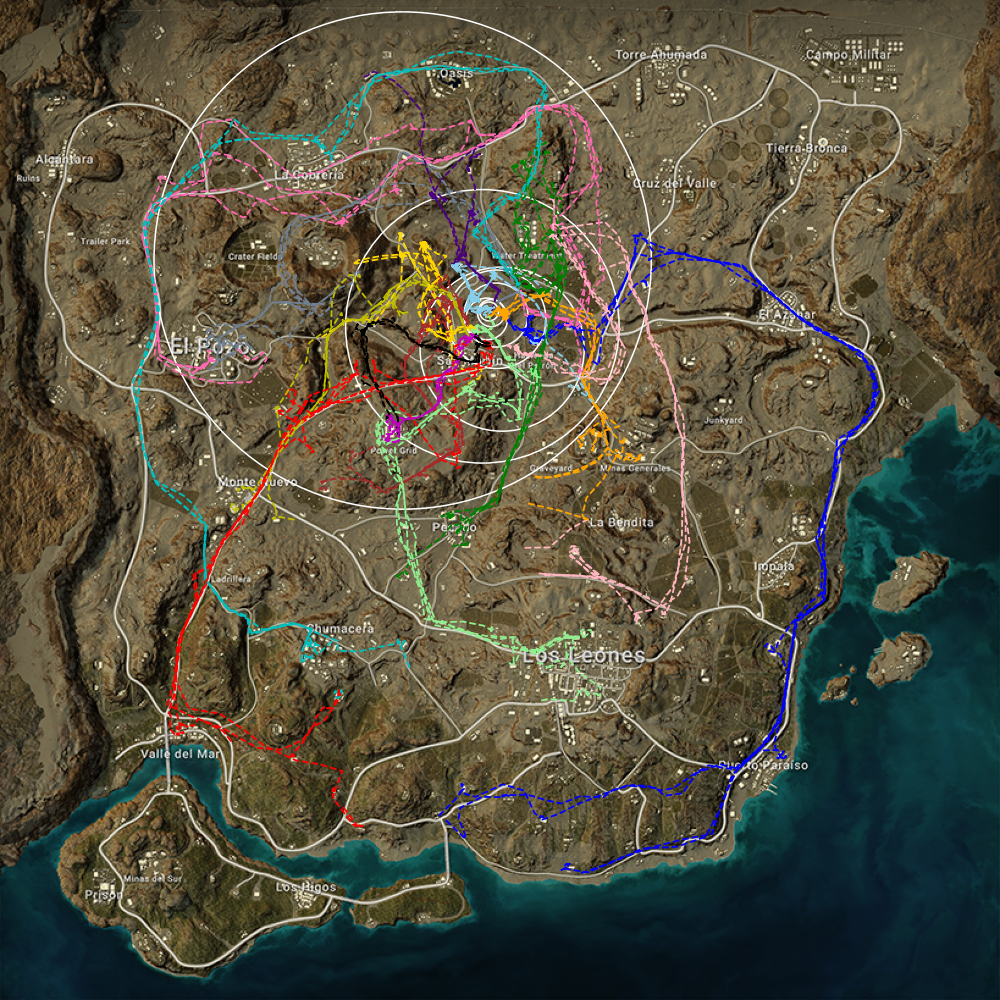 Torre Ahumada
Campo Militar
Oasis
Alcantara
Ruins
Tierra Bronca
La Cobreria
Cruz del Valle
Trailer Park
Crater Field
Water Treatment
El Azahar
El Pozo
Junkyard
Power Grid
Graveyard
Minas Generales
Monte Nuevo
La Bendita
Impala
Ladrillera
Chumacera
Los Leones
Valle del Mar
Puerto Paraiso
Minas del Sur
Prison
Los Higos